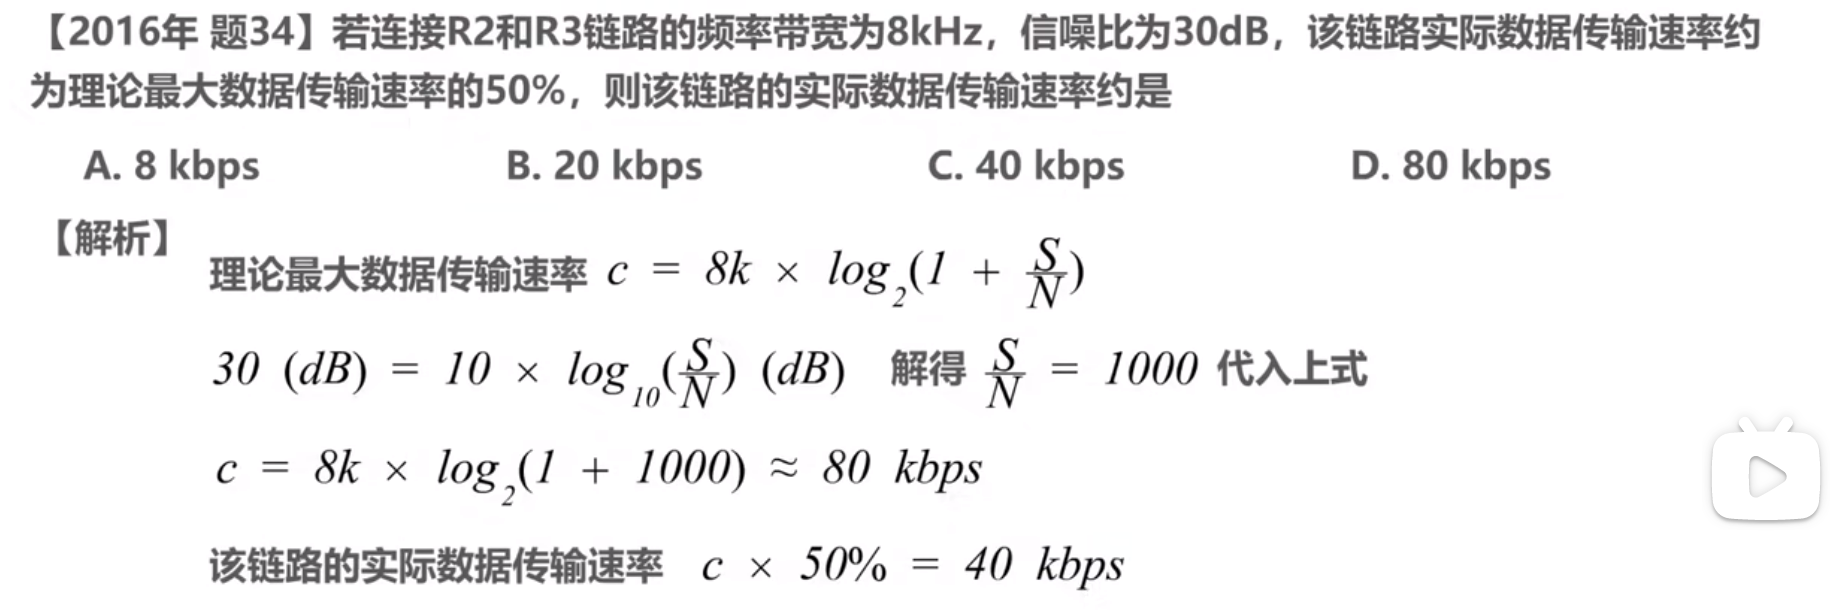 【2016年 题34】若连接R2和R3链路的频率带宽为8kHz，信噪比为30dB，该链路实际数据传输速率约
为理论最大数据传输速率的50%，则该链路的实际数据传输速率约是
A. 8 kbps B. 20 kbps C. 40 kbps D. 80 kbps
【解析】
理论最大数据传输速率 c = 8k × log₂(1 + S/N)
30 (dB) = 10 × log₁₀(S/N) (dB) 解得 S/N = 1000 代入上式
c = 8k × log₂(1 + 1000) ≈ 80 kbps
该链路的实际数据传输速率 c × 50% = 40 kbps